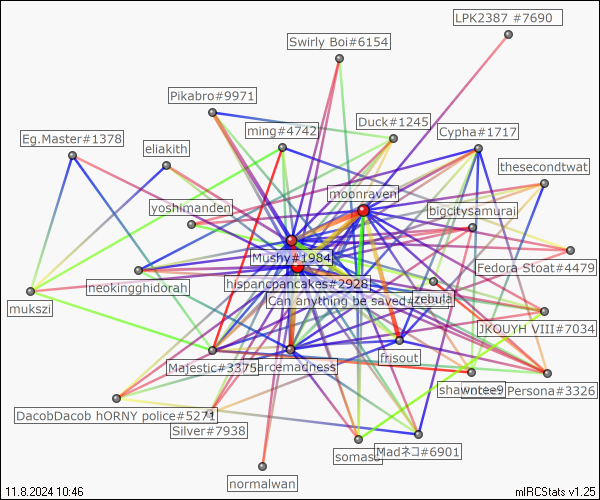 LPK2387 #7690
Swirly Boi#6154
Pikabro#9971
Duck#1245
ming#4742
Cypha#1717
Eg.Master#1378
eliakith
thesecondtwat
moonraven
yoshimanden
bigcitysamurai
Mushy#1984
Fedora Stoat#4479
hispancpancakes#2928
neokingghidorah
Can anything be saved#
zebula
mukszi
JKOUYH VIII#7034
frisout
Majestic#3375
arcemadness
shawntee9
Persona#3326
DacobDacob hORNY police#5271
Silver#7938
somass
Madネコ#6901
normalwan
11.8.2024 10:46
mIRCStats v1.25